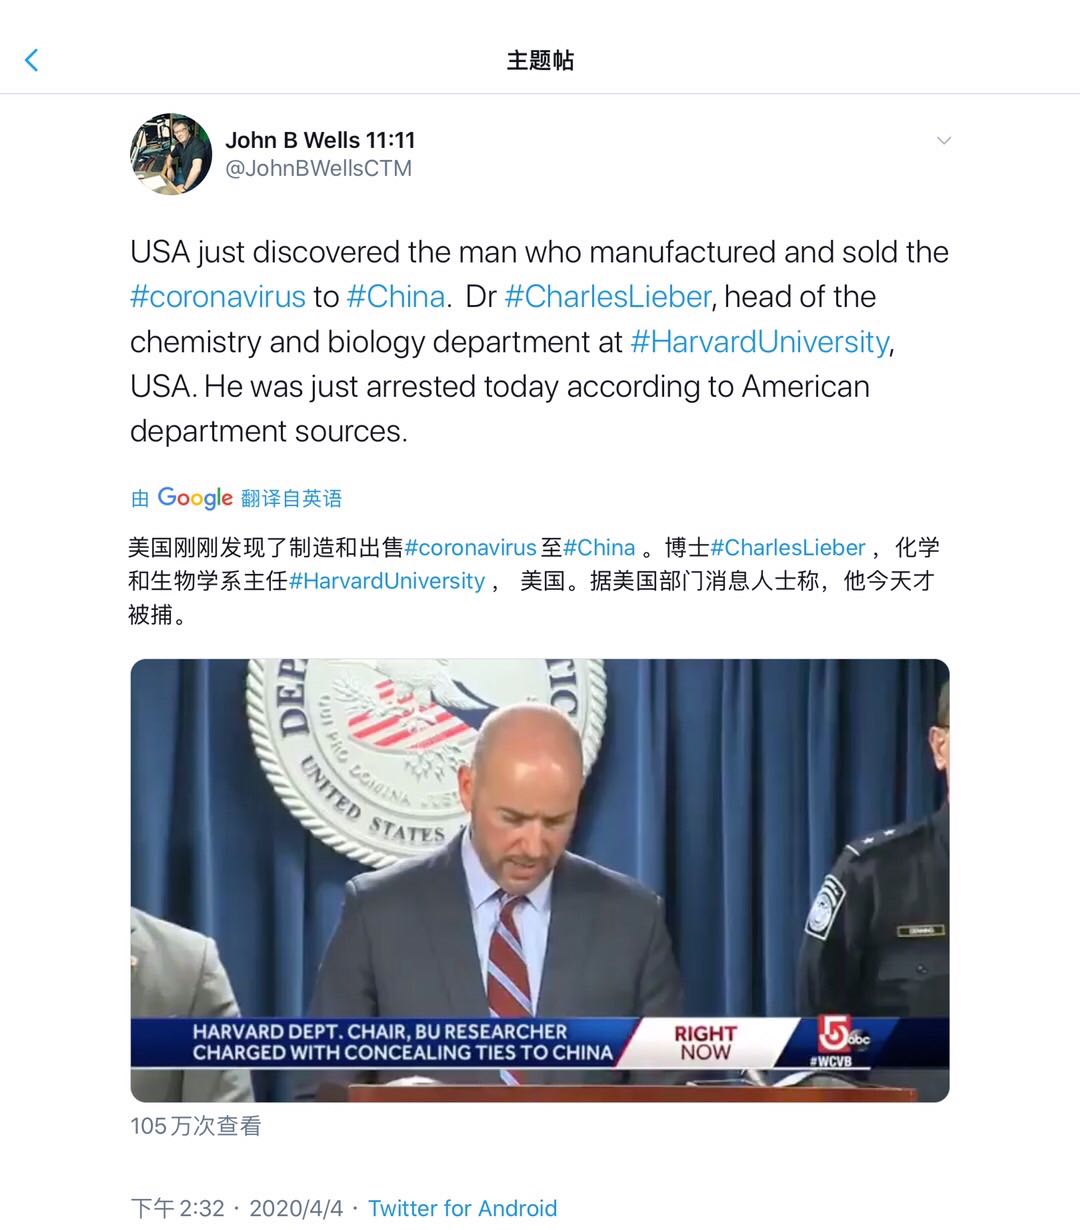 主题帖
John B Wells 11:11
@JohnBWellsCTM
USA just discovered the man who manufactured and sold the
#coronavirus to #China. Dr #CharlesLieber, head of the
chemistry and biology department at #HarvardUniversity,
USA. He was just arrested today according to American
department sources.
由 Google 翻译自英语
美国刚刚发现了制造和出售#coronavirus至#China 。博士#CharlesLieber ，化学
和生物学系主任#HarvardUniversity ， 美国。据美国部门消息人士称，他今天才
被捕。
DEP
TIC
QUI PRO DOMINA
UNITED STATES
HARVARD DEPT. CHAIR, BU RESEARCHER
CHARGED WITH CONCEALING TIES TO CHINA
RIGHT
NOW
5 abc
#WCVB
105 万次查看
下午 2:32 · 2020/4/4 · Twitter for Android